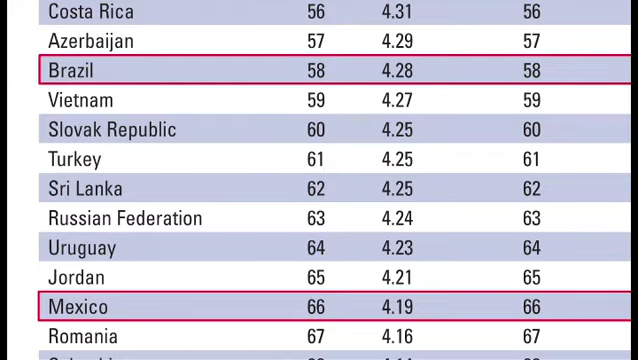 Costa Rica 56 4.31 56
Azerbaijan 57 4.29 57
Brazil 58 4.28 58
Vietnam 59 4.27 59
Slovak Republic 60 4.25 60
Turkey 61 4.25 61
Sri Lanka 62 4.25 62
Russian Federation 63 4.24 63
Uruguay 64 4.23 64
Jordan 65 4.21 65
Mexico 66 4.19 66
Romania 67 4.16 67